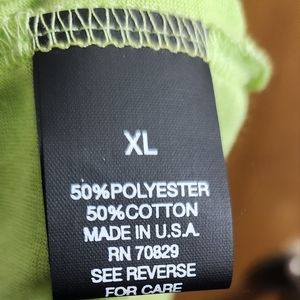 XL
50%POLYESTER
50%COTTON
MADE IN U.S.A.
RN 70829
SEE REVERSE
FOR CARE